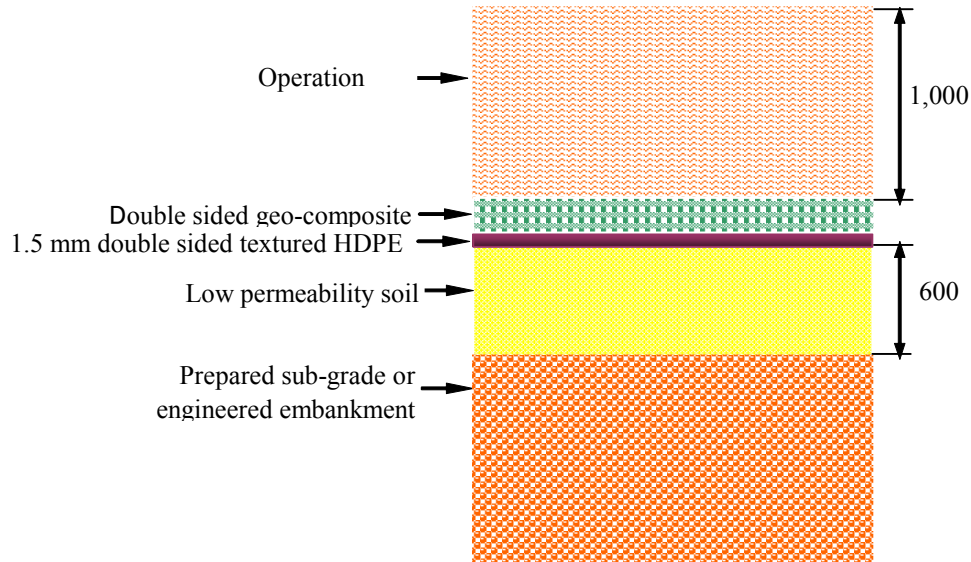 Operation
1,000
Double sided geo-composite
1.5 mm double sided textured HDPE
Low permeability soil
600
Prepared sub-grade or
engineered embankment